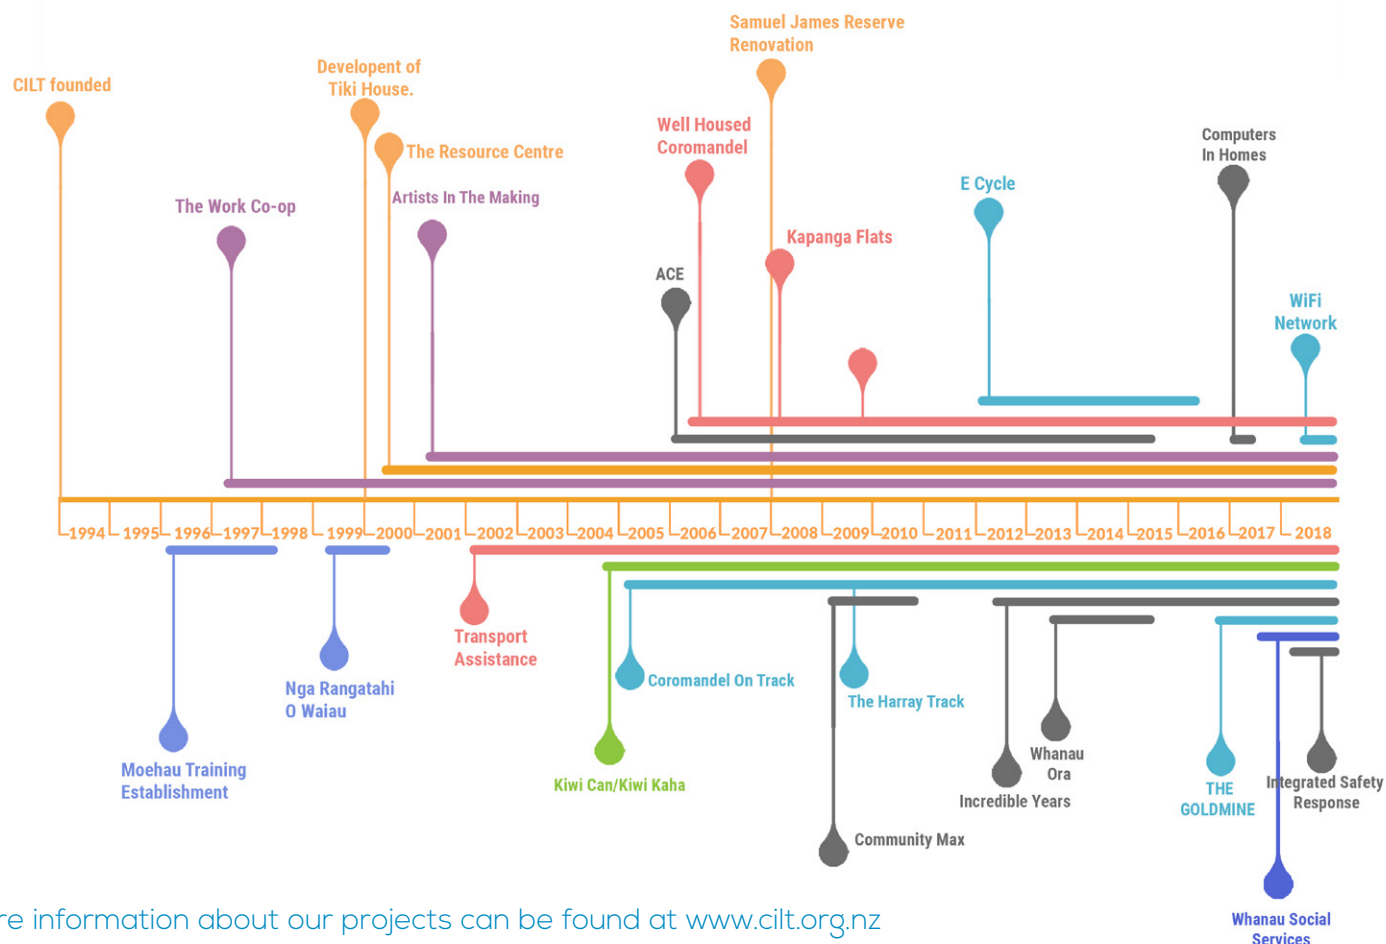 Samuel James Reserve
Renovation
CILT founded
Developent of
Tiki House.
The Resource Centre
Well Housed
Coromandel
Computers
In Homes
E Cycle
Artists In The Making
The Work Co-op
Kapanga Flats
ACE
WiFi
Network
1994 1995 1996 1997 1998 1999 2000 2001 2002 2003 2004 2005 2006 2007 2008 2009 2010 2011 2012 2013 2014 2015 2016 2017 2018
Transport
Assistance
Nga Rangatahi
O Waiau
Coromandel On Track
The Harray Track
Moehau Training
Establishment
Kiwi Can/Kiwi Kaha
Whanau
Ora
Incredible Years
THE
GOLDMINE
Integrated Safety
Response
Community Max
Whanau Social
Services
re information about our projects can be found at www.cilt.org.nz